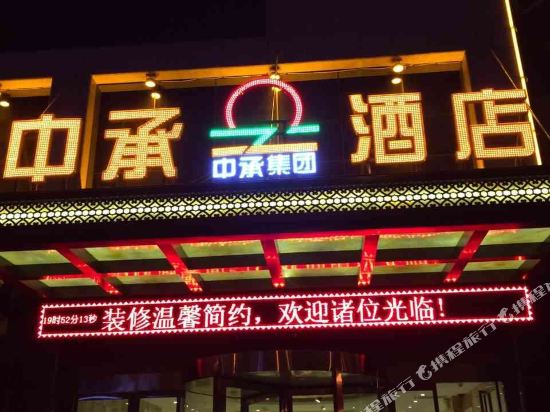 中承 酒店
中承集团
19时52分13秒 装修温馨简约，欢迎诸位光临！
携程旅行